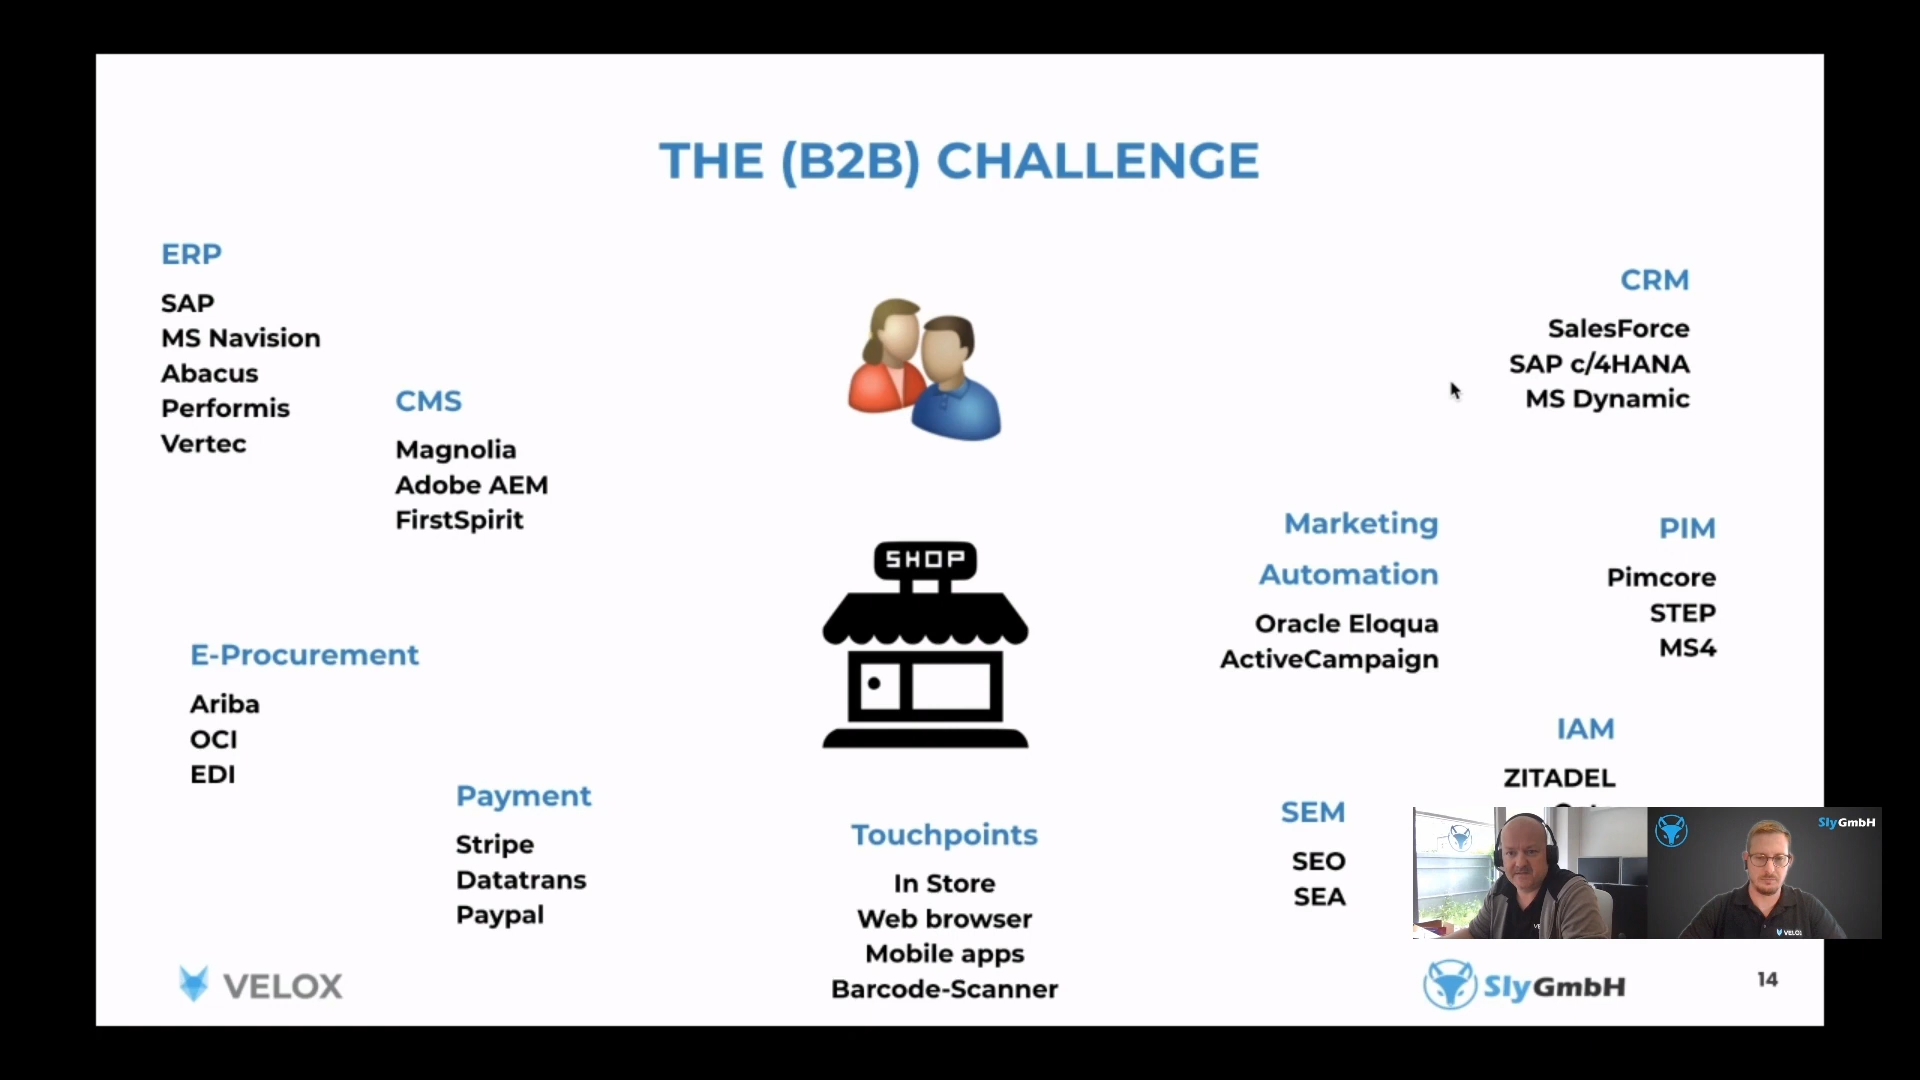 THE (B2B) CHALLENGE
ERP
SAP
MS Navision
Abacus
Performis
Vertec
CMS
Magnolia
Adobe AEM
FirstSpirit
E-Procurement
Ariba
OCI
EDI
Payment
Stripe
Datatrans
Paypal
SHOP
Touchpoints
In Store
Web browser
Mobile apps
Barcode-Scanner
CRM
SalesForce
SAP c/4HANA
MS Dynamic
Marketing
Automation
Oracle Eloqua
ActiveCampaign
PIM
Pimcore
STEP
MS4
IAM
ZITADEL
SEM
SEO
SEA
SlyGmbH
VELOX
VELOX
SlyGmbH
14